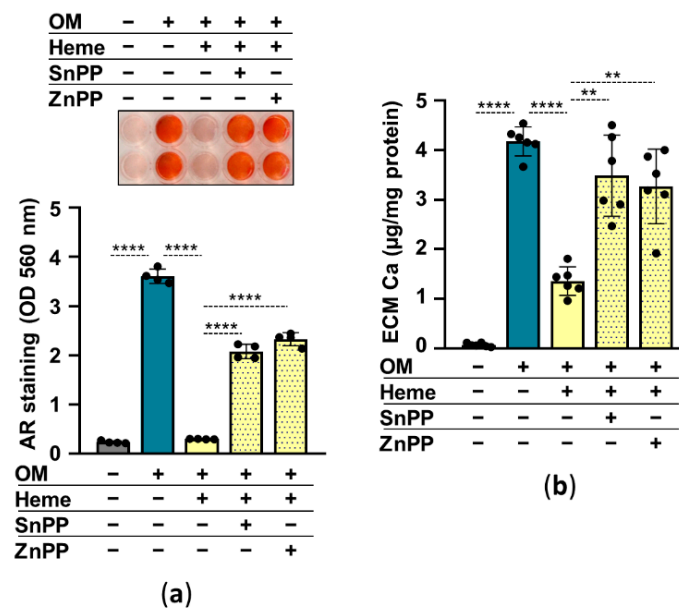 OM − + + + +
Heme − − + + +
SnPP − − − + −
ZnPP − − − − +
AR staining (OD 560 nm)
5
4
3
2
1
0
**** ****
****
****
OM − + + + +
Heme − − + + +
SnPP − − − + −
ZnPP − − − − +
(a)
ECM Ca (µg/mg protein)
5
4
3
2
1
0
**** ****
**
**
OM − + + + +
Heme − − + + +
SnPP − − − + −
ZnPP − − − − +
(b)